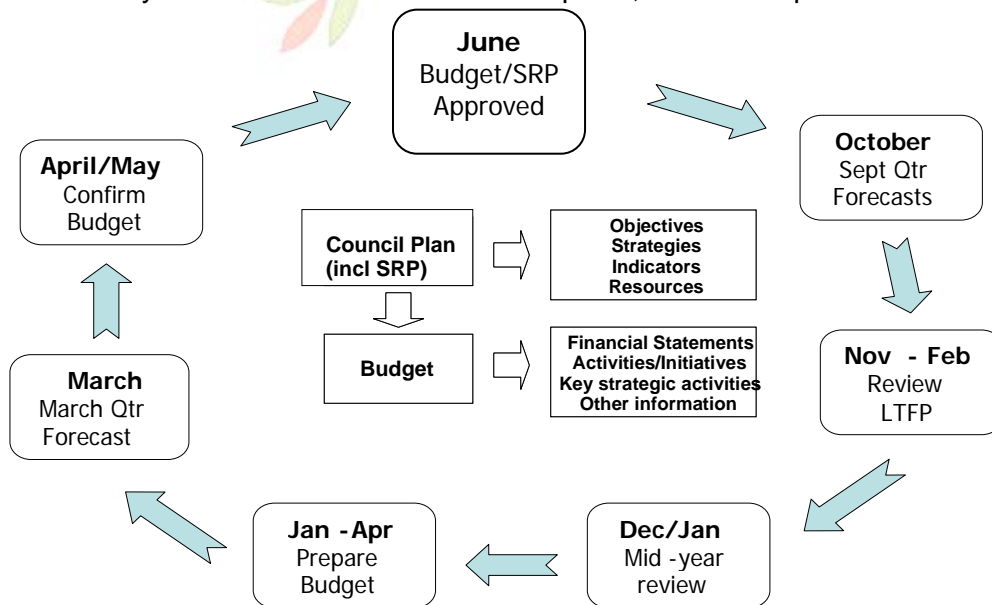 June
Budget/SRP
Approved
October
Sept Qtr
Forecasts
Nov - Feb
Review
LTFP
Dec/Jan
Mid -year
review
Jan -Apr
Prepare
Budget
March
March Qtr
Forecast
April/May
Confirm
Budget
Council Plan
(incl SRP)
Objectives
Strategies
Indicators
Resources
Budget
Financial Statements
Activities/Initiatives
Key strategic activities
Other information